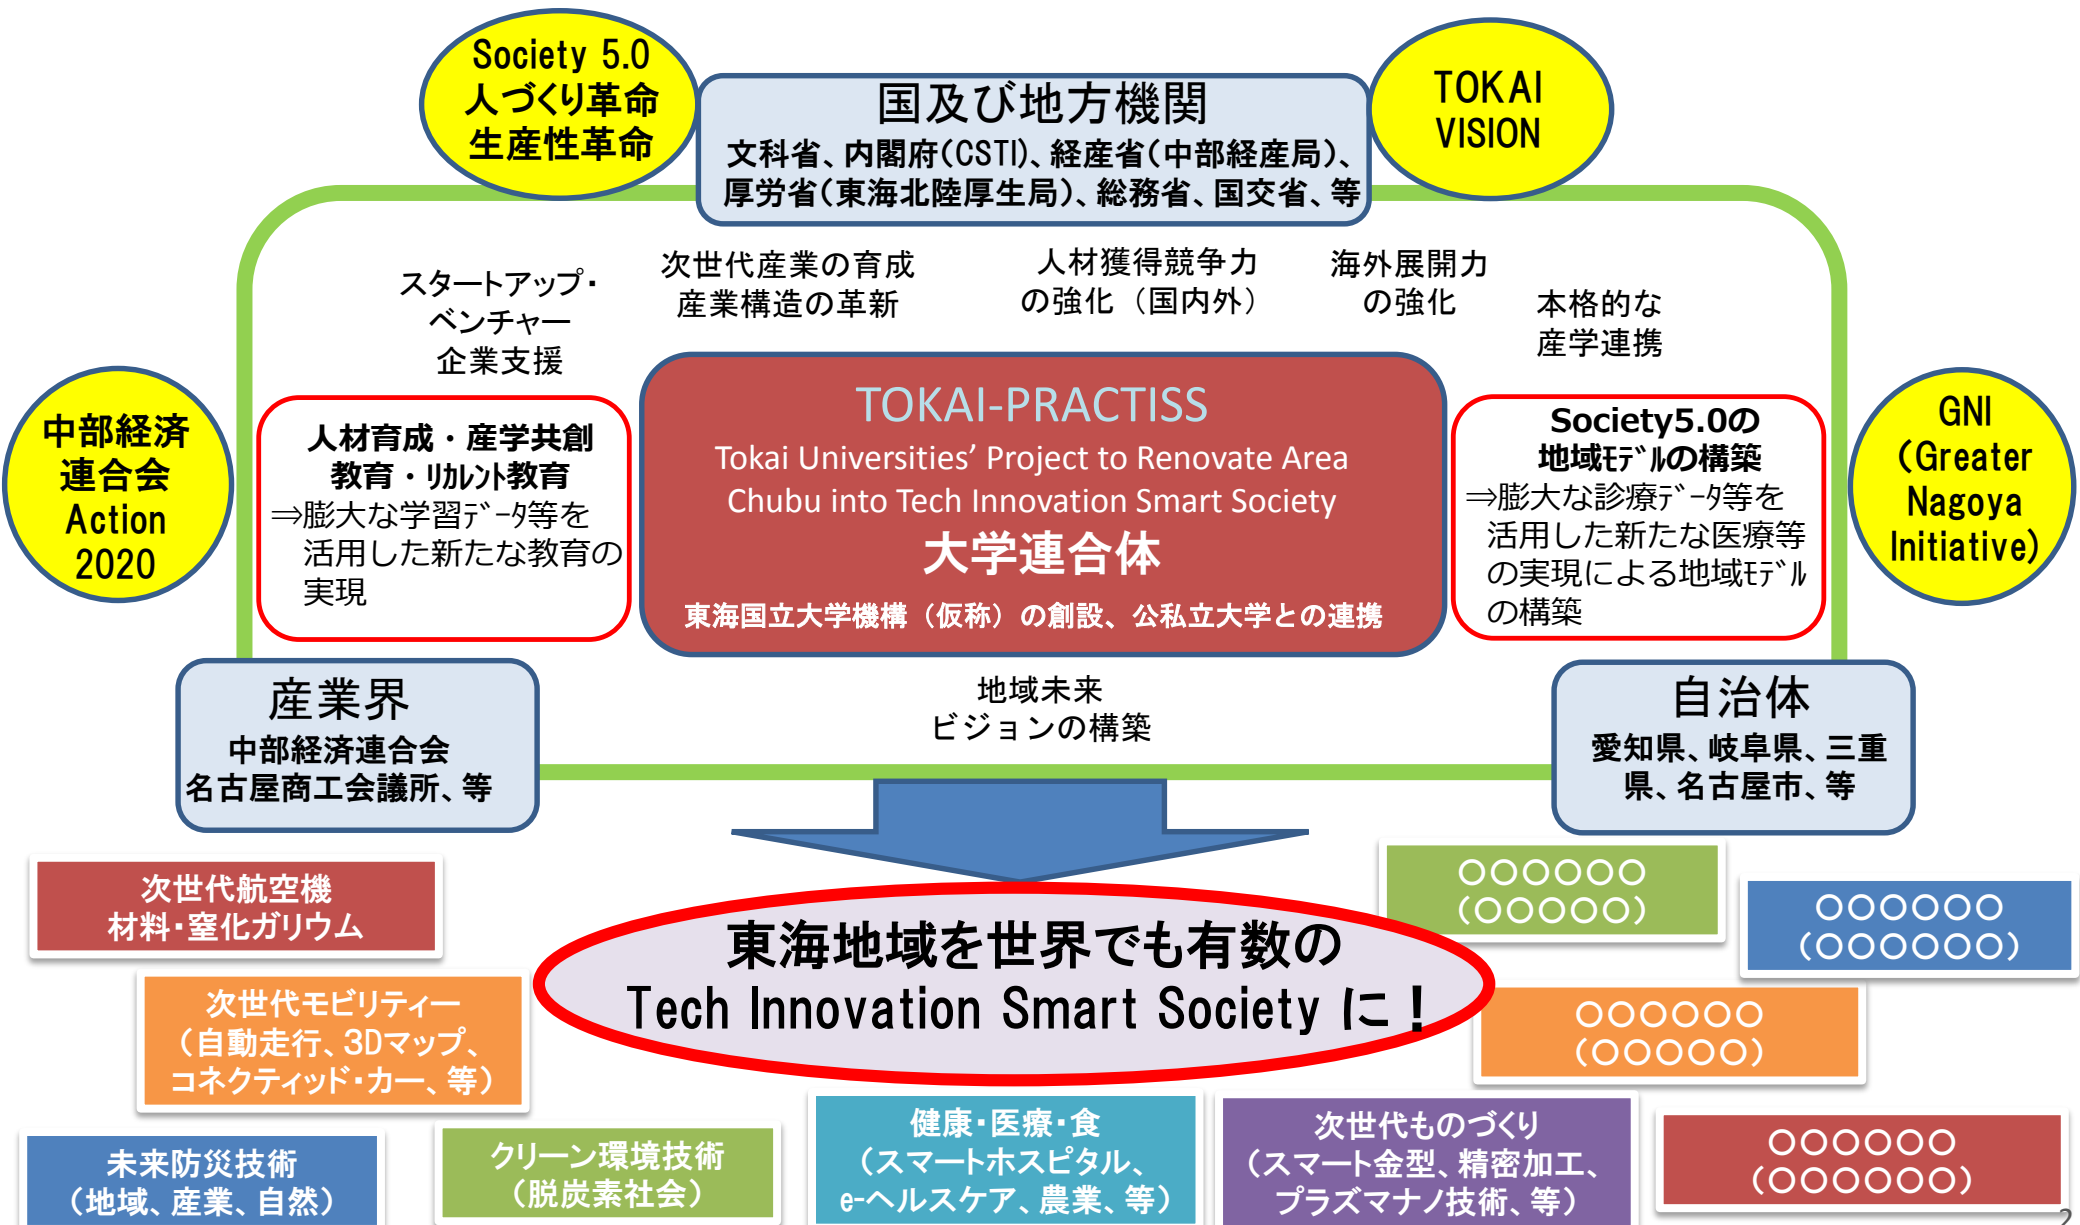 Society 5.0
人づくり革命
生産性革命
国及び地方機関
文科省、内閣府(CSTI)、経産省(中部経産局)、
厚労省(東海北陸厚生局)、総務省、国交省、等
TOKAI
VISION
スタートアップ・
ベンチャー
企業支援
次世代産業の育成
産業構造の革新
人材獲得競争力
の強化（国内外）
海外展開力
の強化
本格的な
産学連携
中部経済
連合会
Action
2020
人材育成・産学共創
教育・ﾘｶﾚﾝﾄ教育
⇒膨大な学習ﾃﾞｰﾀ等を
活用した新たな教育の
実現
TOKAI-PRACTISS
Tokai Universities’ Project to Renovate Area
Chubu into Tech Innovation Smart Society
大学連合体
東海国立大学機構（仮称）の創設、公私立大学との連携
Society5.0の
地域ﾓﾃﾞﾙの構築
⇒膨大な診療ﾃﾞｰﾀ等を
活用した新たな医療等
の実現による地域ﾓﾃﾞﾙ
の構築
GNI
(Greater
Nagoya
Initiative)
産業界
中部経済連合会
名古屋商工会議所、等
地域未来
ビジョンの構築
自治体
愛知県、岐阜県、三重
県、名古屋市、等
次世代航空機
材料・窒化ガリウム
次世代モビリティー
（自動走行、3Dマップ、
コネクティッド・カー、等）
未来防災技術
（地域、産業、自然）
クリーン環境技術
（脱炭素社会）
東海地域を世界でも有数の
Tech Innovation Smart Society に！
健康・医療・食
（スマートホスピタル、
e-ヘルスケア、農業、等）
次世代ものづくり
（スマート金型、精密加工、
プラズマナノ技術、等）
○○○○○○
(○○○○○)
○○○○○○
(○○○○○○)
○○○○○○
(○○○○○)
○○○○○○
(○○○○○○)
2